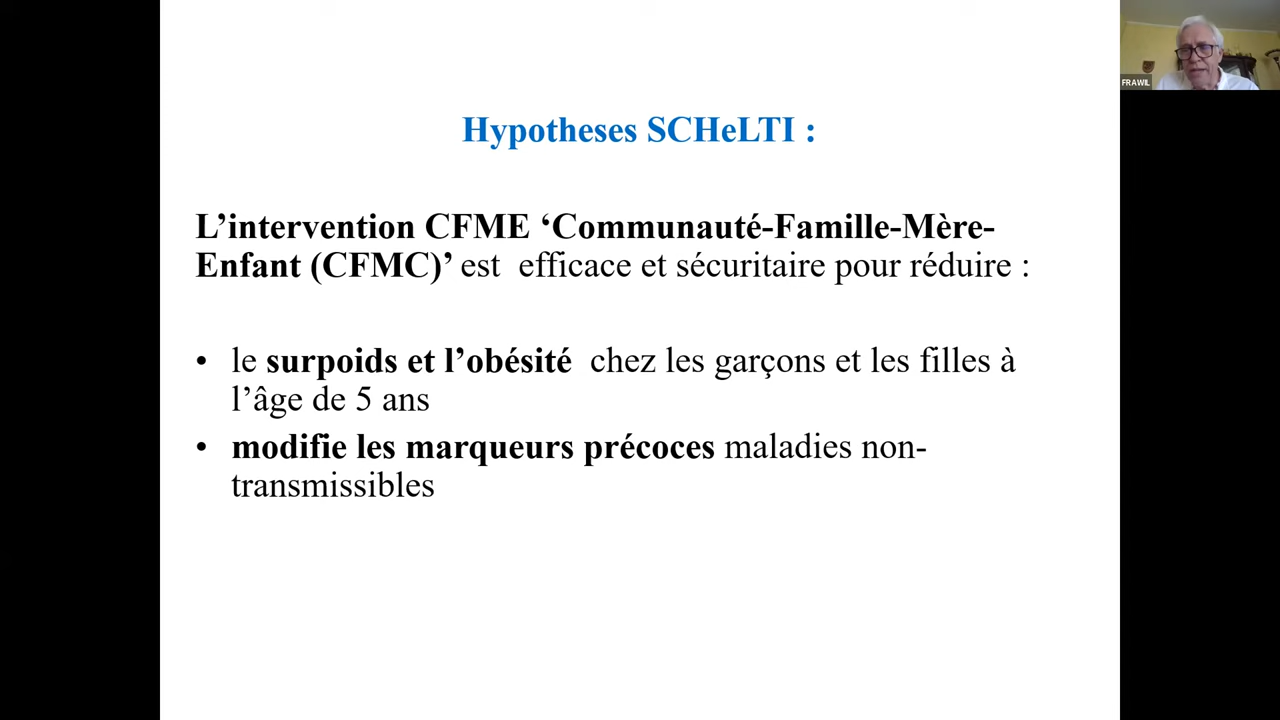 Hypotheses SCHeLTI :
L’intervention CFME ‘Communauté-Famille-Mère-
Enfant (CFMC)’ est efficace et sécuritaire pour réduire :
• le surpoids et l’obésité chez les garçons et les filles à
l’âge de 5 ans
• modifie les marqueurs précoces maladies non-
transmissibles
FRAWIL